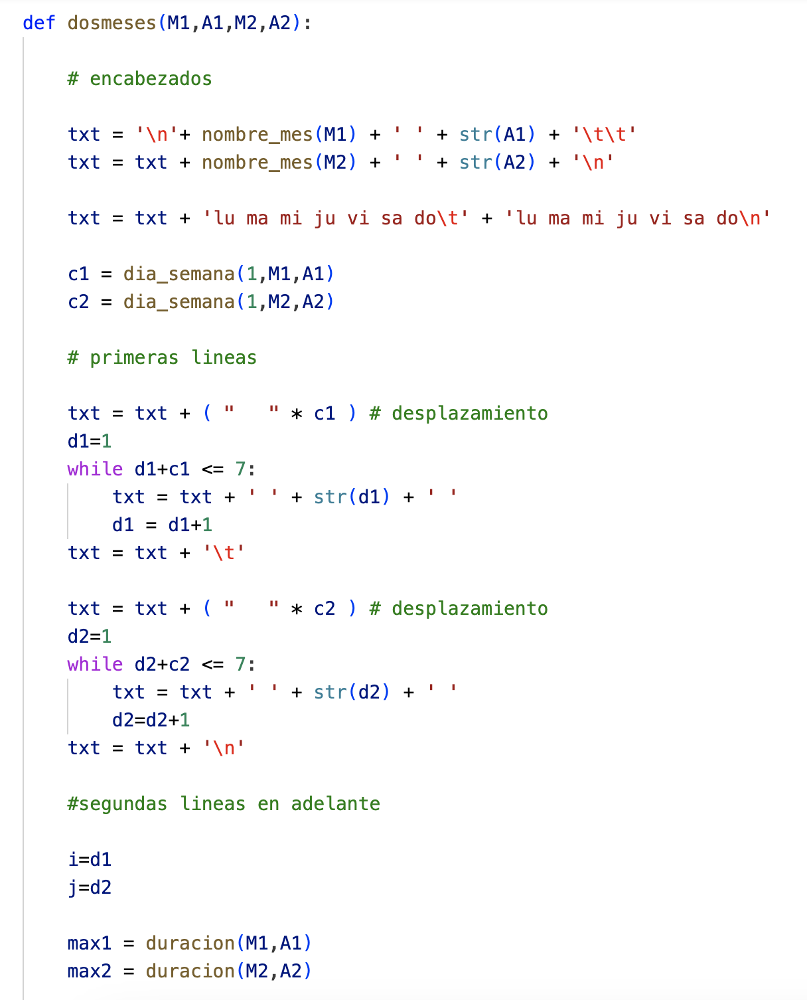 def dosmeses(M1,A1,M2,A2):
# encabezados
txt = '\n'+ nombre_mes(M1) + ' ' + str(A1) + '\t\t'
txt = txt + nombre_mes(M2) + ' ' + str(A2) + '\n'
txt = txt + 'lu ma mi ju vi sa do\t' + 'lu ma mi ju vi sa do\n'
c1 = dia_semana(1,M1,A1)
c2 = dia_semana(1,M2,A2)
# primeras lineas
txt = txt + ( "   " * c1 ) # desplazamiento
d1=1
while d1+c1 <= 7:
txt = txt + ' ' + str(d1) + ' '
d1 = d1+1
txt = txt + '\t'
txt = txt + ( "   " * c2 ) # desplazamiento
d2=1
while d2+c2 <= 7:
txt = txt + ' ' + str(d2) + ' '
d2=d2+1
txt = txt + '\n'
#segundas lineas en adelante
i=d1
j=d2
max1 = duracion(M1,A1)
max2 = duracion(M2,A2)